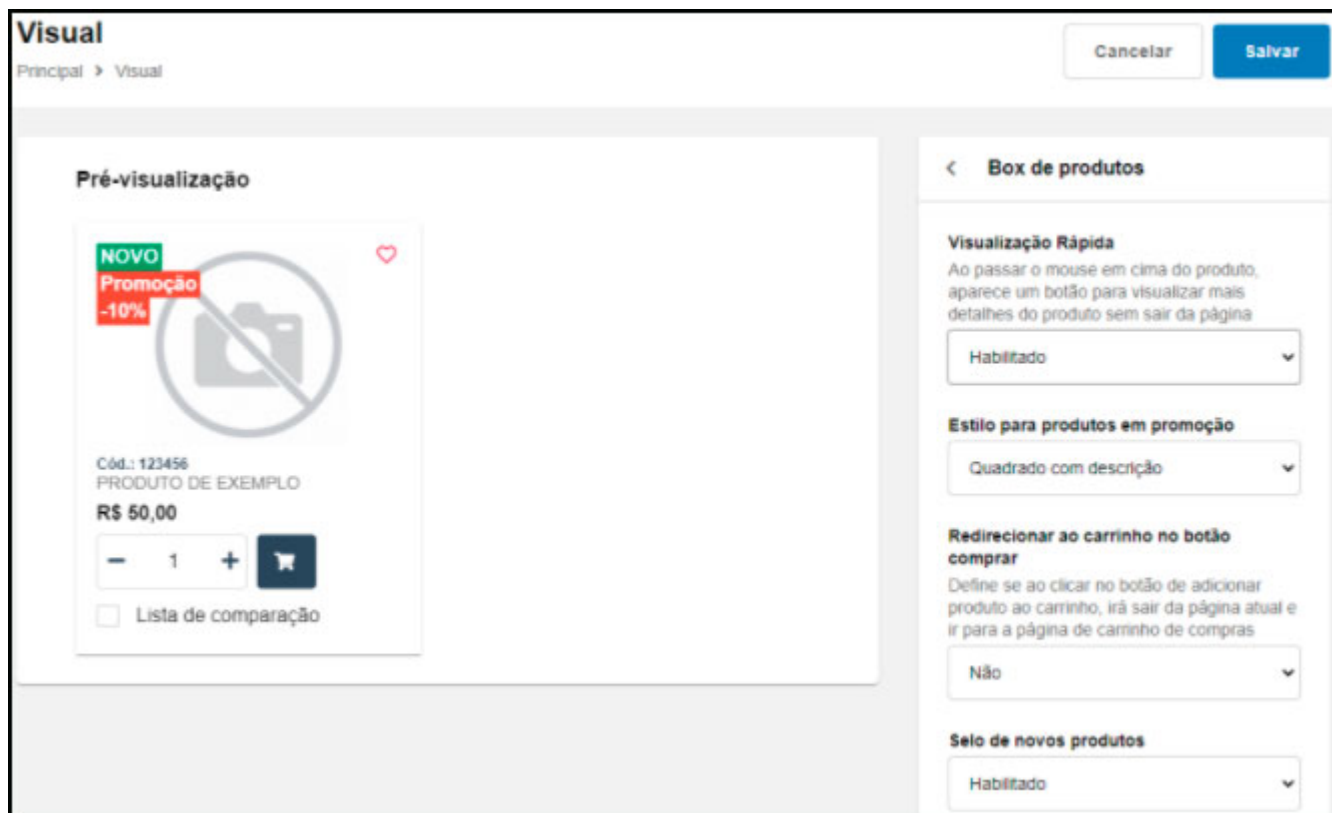 Visual
Principal > Visual
Cancelar
Salvar
Pré-visualização
NOVO
Promoção
-10%
Cód.: 123456
PRODUTO DE EXEMPLO
R$ 50,00
1
Lista de comparação
Box de produtos
Visualização Rápida
Ao passar o mouse em cima do produto,
aparece um botão para visualizar mais
detalhes do produto sem sair da página
Habilitado
Estilo para produtos em promoção
Quadrado com descrição
Redirecionar ao carrinho no botão
comprar
Define se ao clicar no botão de adicionar
produto ao carrinho, irá sair da página atual e
ir para a página de carrinho de compras
Não
Selo de novos produtos
Habilitado